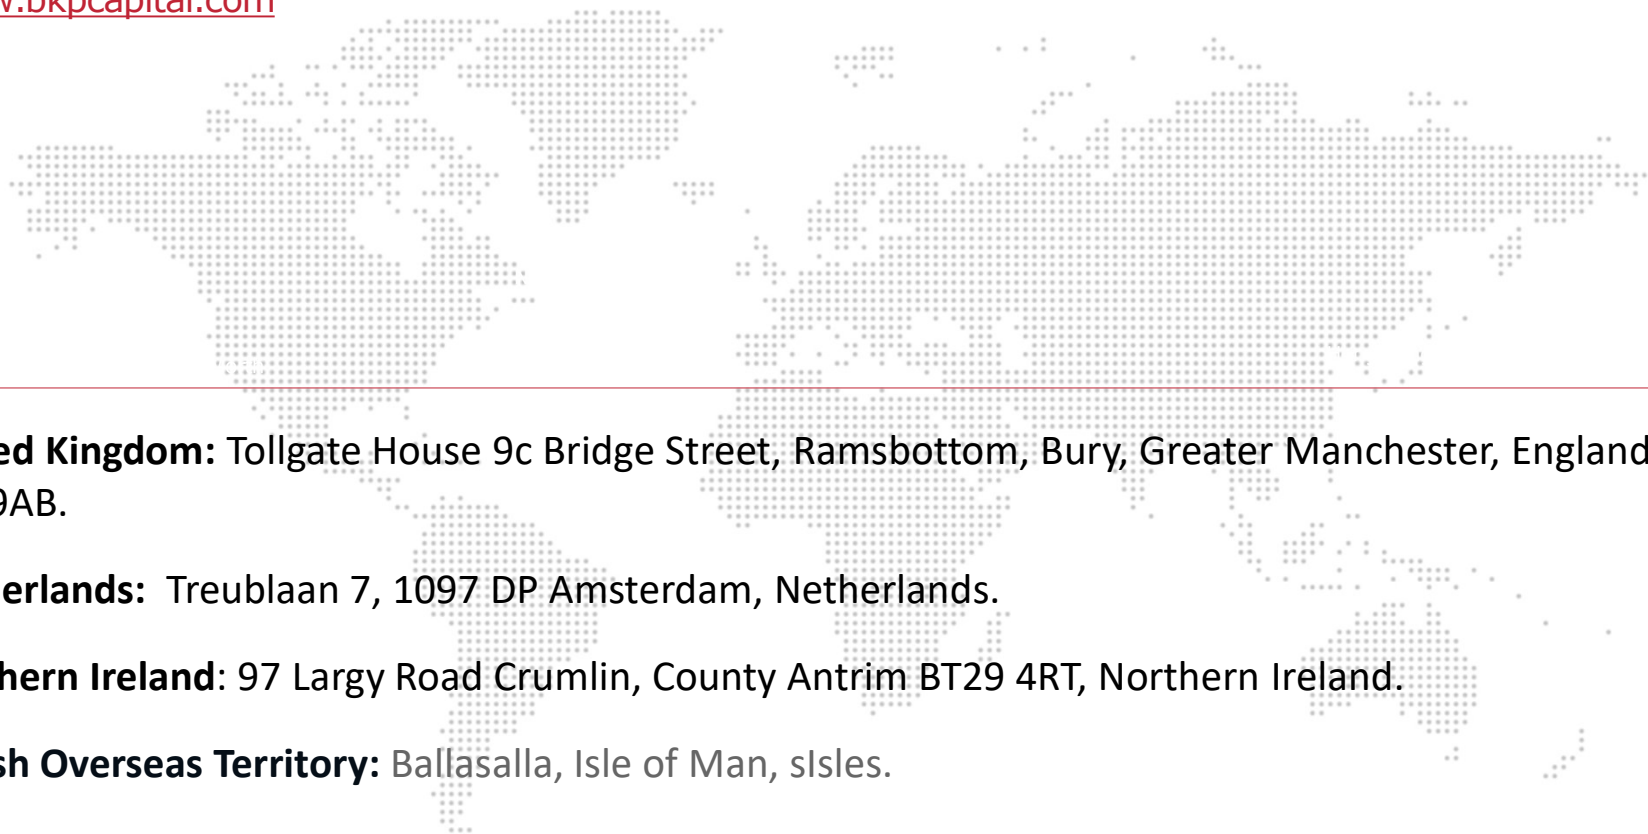 w.bkpcapital.com
ed Kingdom: Tollgate House 9c Bridge Street, Ramsbottom, Bury, Greater Manchester, England
9AB.
erlands: Treublaan 7, 1097 DP Amsterdam, Netherlands.
hern Ireland: 97 Largy Road Crumlin, County Antrim BT29 4RT, Northern Ireland.
sh Overseas Territory: Ballasalla, Isle of Man, sIsles.